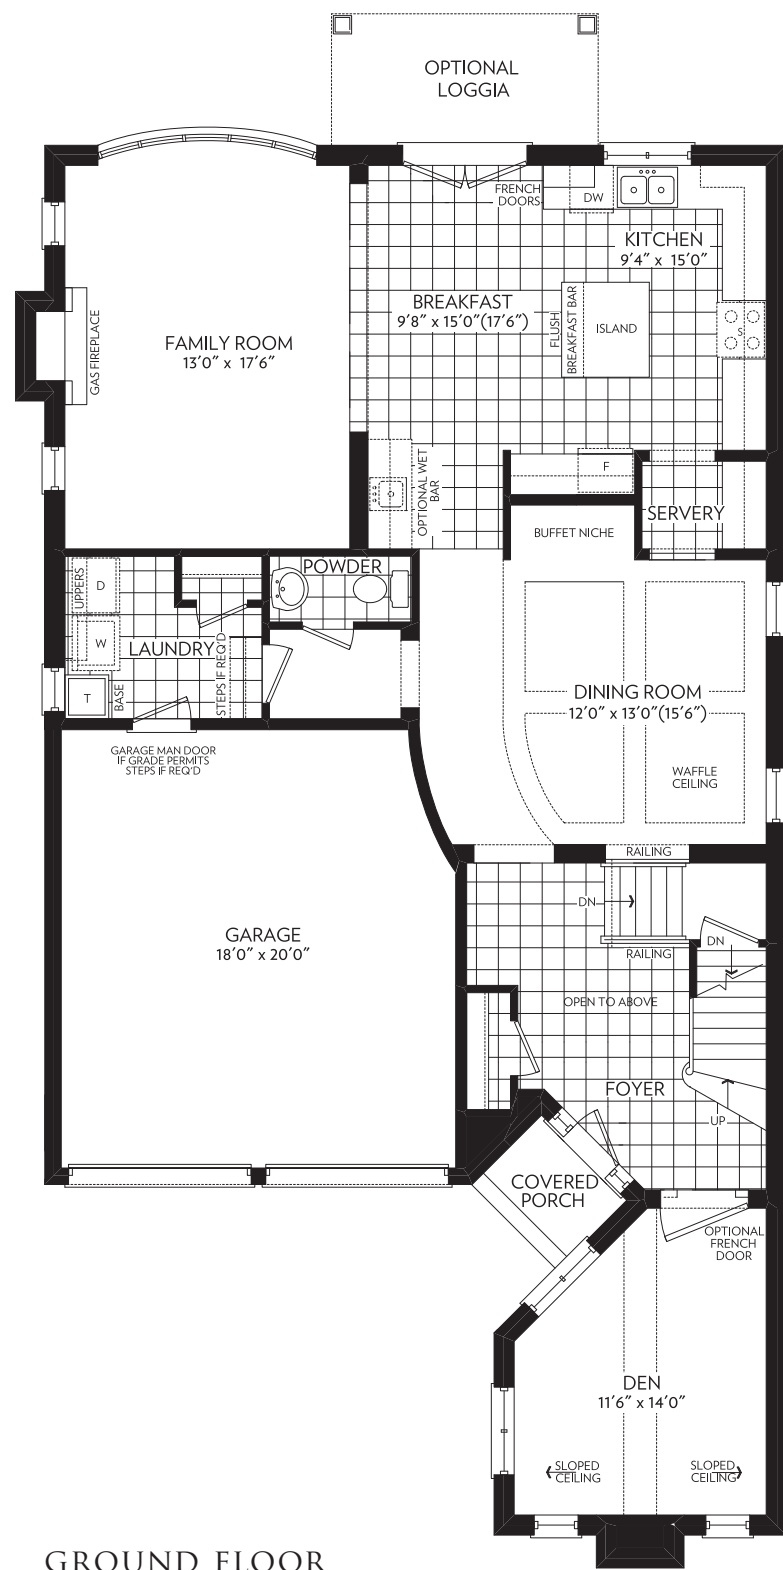 OPTIONAL
LOGGIA
FRENCH
DOORS
DW
KITCHEN
9'4" x 15'0"
BREAKFAST
9'8" x 15'0"(17'6")
FLUSH
BREAKFAST BAR
ISLAND
S
GAS FIREPLACE
FAMILY ROOM
13'0" x 17'6"
OPTIONAL WET
BAR
F
SERVERY
BUFFET NICHE
UPPERS
D
POWDER
W
LAUNDRY
STEPS IF REQ'D
T
BASE
DINING ROOM
12'0" x 13'0"(15'6")
GARAGE MAN DOOR
IF GRADE PERMITS
STEPS IF REQ'D
WAFFLE
CEILING
RAILING
DN
GARAGE
18'0" x 20'0"
RAILING
DN
OPEN TO ABOVE
FOYER
UP
COVERED
PORCH
OPTIONAL
FRENCH
DOOR
DEN
11'6" x 14'0"
SLOPED
CEILING
SLOPED
CEILING
GROUND FLOOR